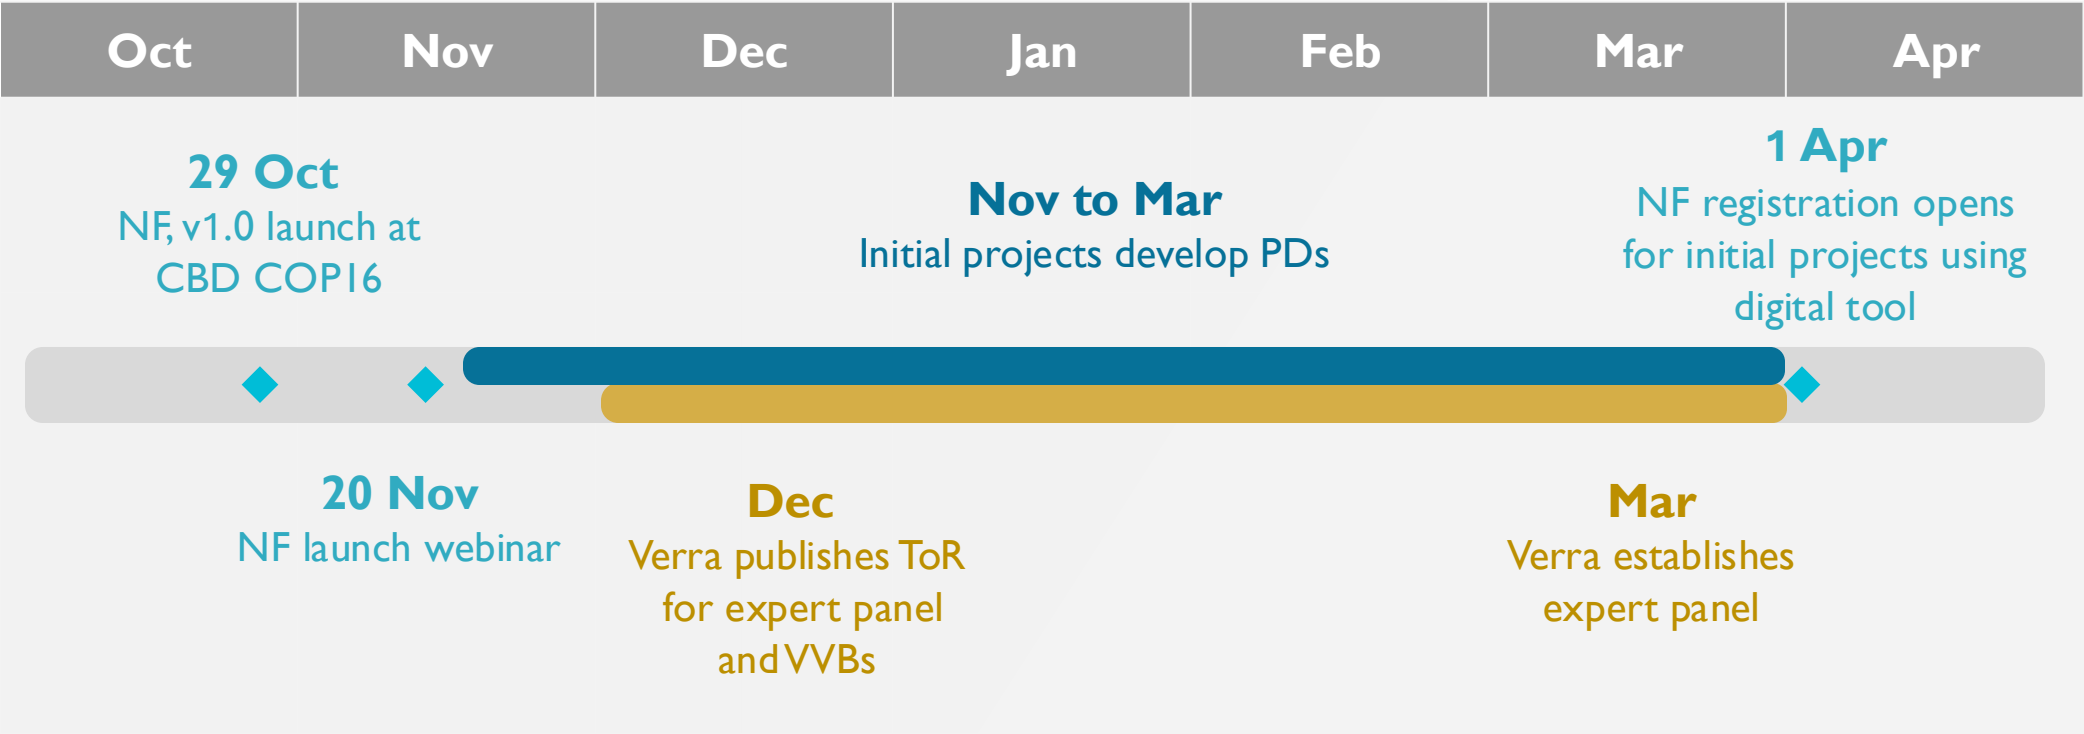 Oct Nov Dec Jan Feb Mar Apr
29 Oct
NF, v1.0 launch at
CBD COP16
Nov to Mar
Initial projects develop PDs
1 Apr
NF registration opens
for initial projects using
digital tool
20 Nov
NF launch webinar
Dec
Verra publishes ToR
for expert panel
and VVBs
Mar
Verra establishes
expert panel